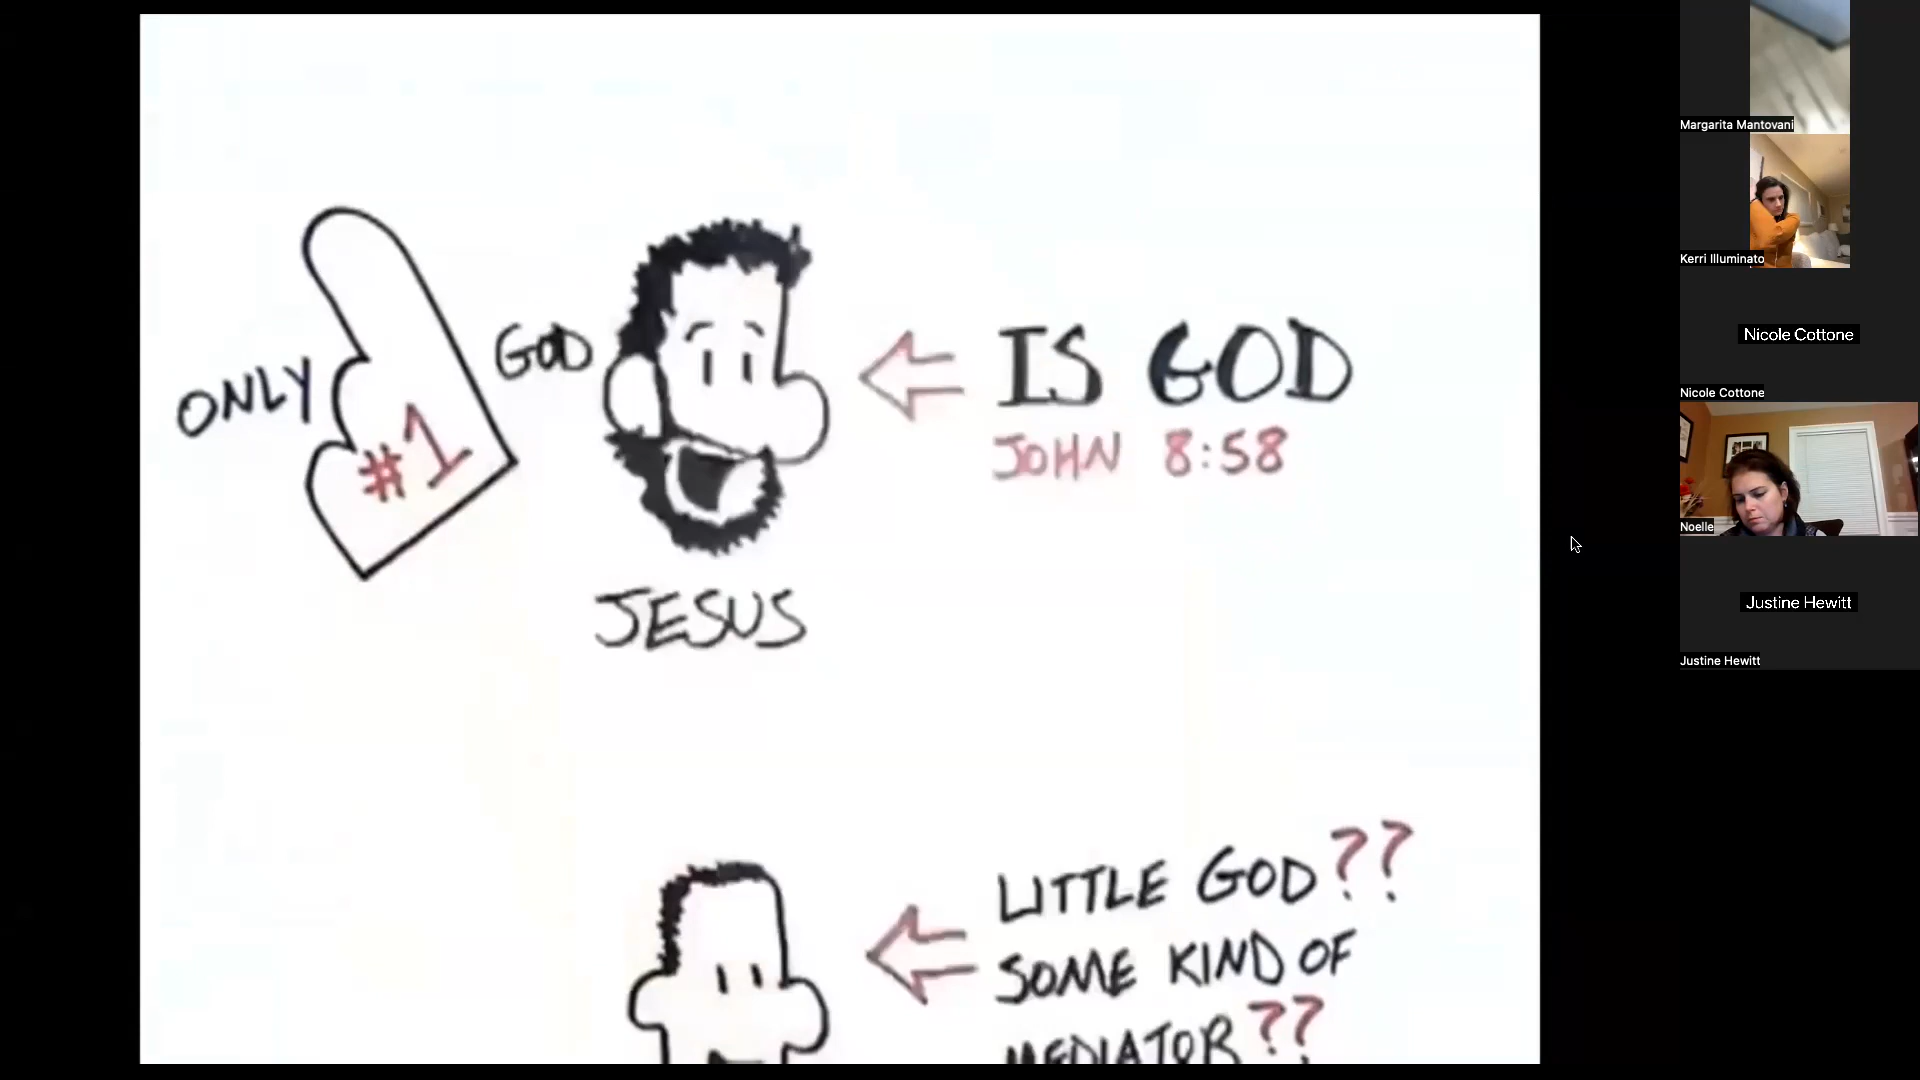 ONLY
#1
GOD
IS GOD
JOHN 8:58
JESUS
LITTLE GOD??
SOME KIND OF
MEDIATOR??
Margarita Mantovani
Kerri Illuminato
Nicole Cottone
Nicole Cottone
Noelle
Justine Hewitt
Justine Hewitt